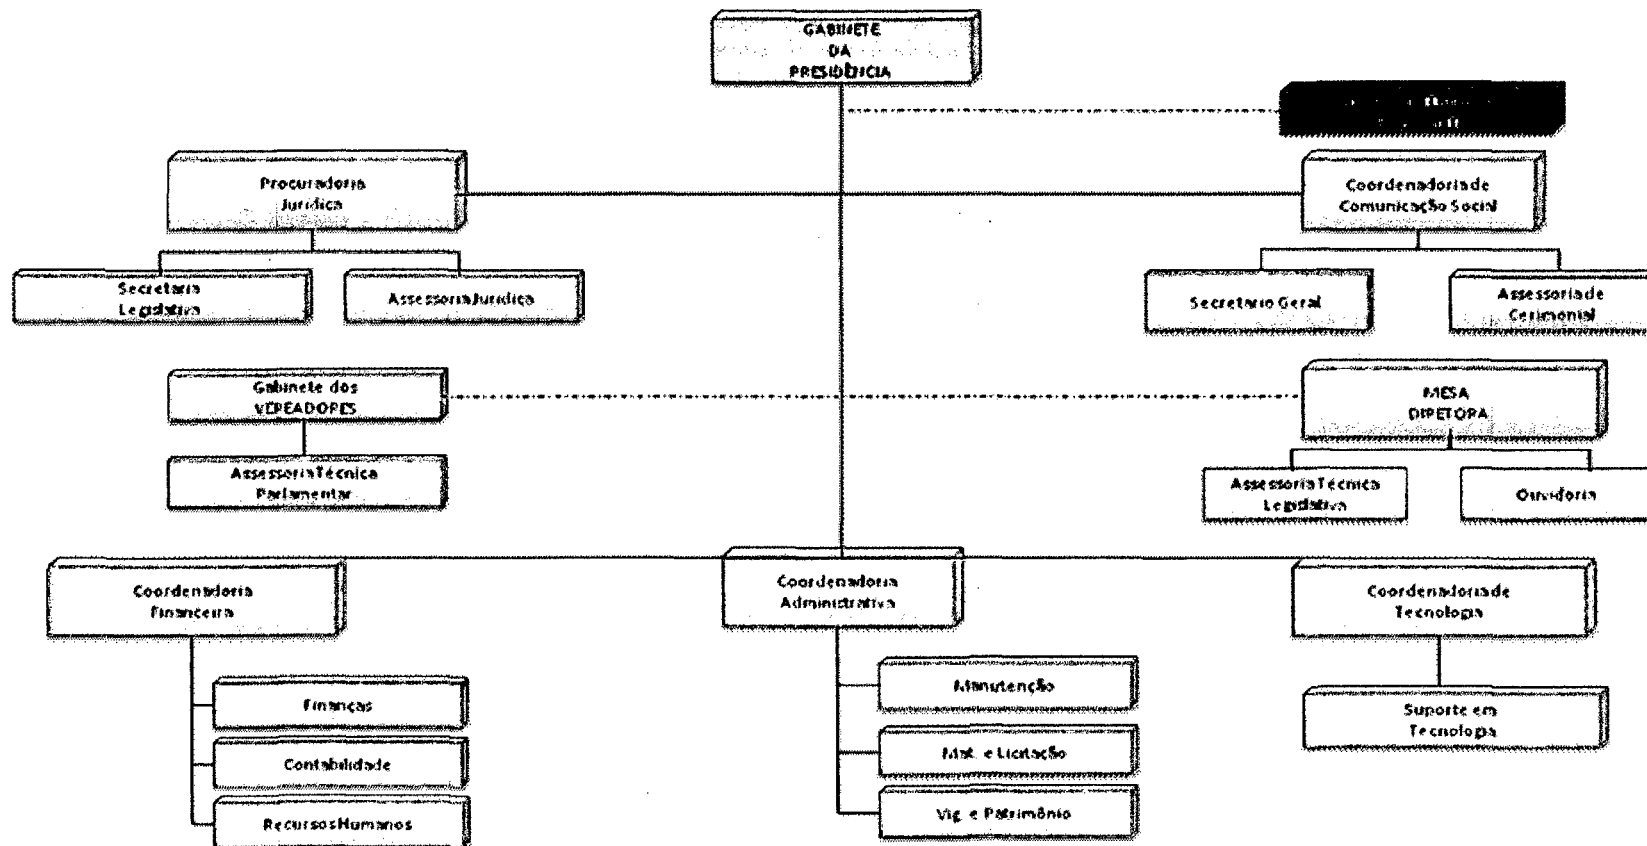 GABINETE
DA
PRESIDÊNCIA
Procuradoria
Jurídica
Coordenadoria de
Comunicação Social
Secretaria
Legislativa
Assessoria Jurídica
Secretario Geral
Assessoria de
Cerimonial
Gabinete dos
VEREADORES
MESA
DIRETORA
Assessoria Técnica
Parlamentar
Assessoria Técnica
Legislativa
Ouvidoria
Coordenadoria
Financeira
Coordenadoria
Administrativa
Coordenadoria de
Tecnologia
Finanças
Contabilidade
Recursos Humanos
Manutenção
Mat. e Licitação
Vig. e Patrimônio
Suporte em
Tecnologia